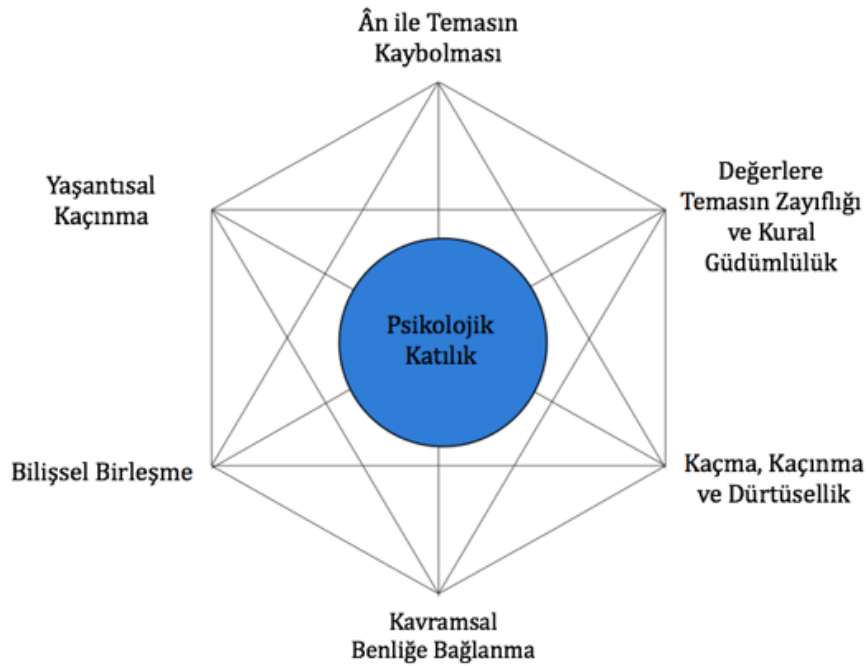 Ân ile Temasın
Kaybolması
Yaşantısal
Kaçınma
Değerlere
Temasın Zayıflığı
ve Kural
Güdümlülük
Psikolojik
Katılık
Bilişsel Birleşme
Kaçma, Kaçınma
ve Dürtüsellik
Kavramsal
Benliğe Bağlanma